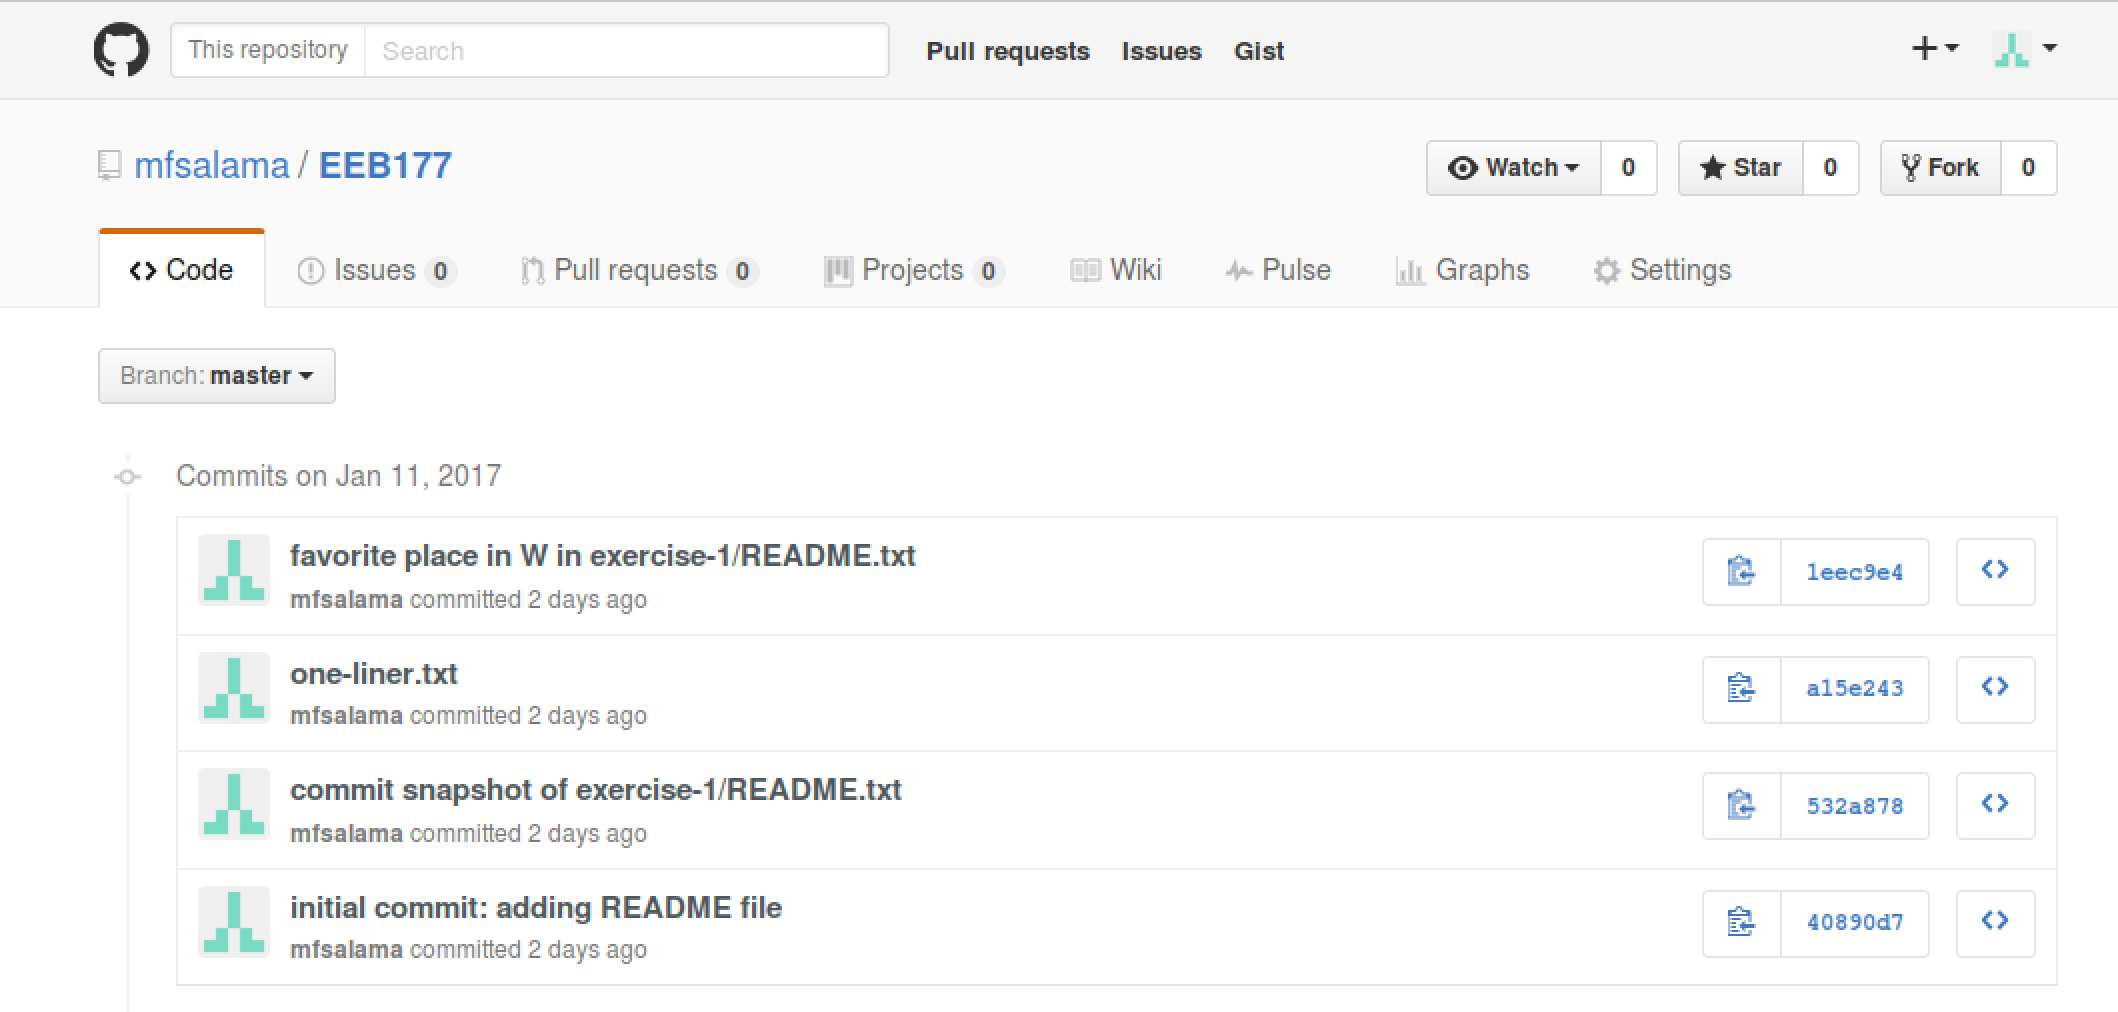 This repository Search Pull requests Issues Gist
mfsalama / EEB177 Watch 0 Star 0 Fork 0
Code Issues 0 Pull requests 0 Projects 0 Wiki Pulse Graphs Settings
Branch: master
Commits on Jan 11, 2017
favorite place in W in exercise-1/README.txt
mfsalama committed 2 days ago
1eec9e4
one-liner.txt
mfsalama committed 2 days ago
a15e243
commit snapshot of exercise-1/README.txt
mfsalama committed 2 days ago
532a878
initial commit: adding README file
mfsalama committed 2 days ago
40890d7